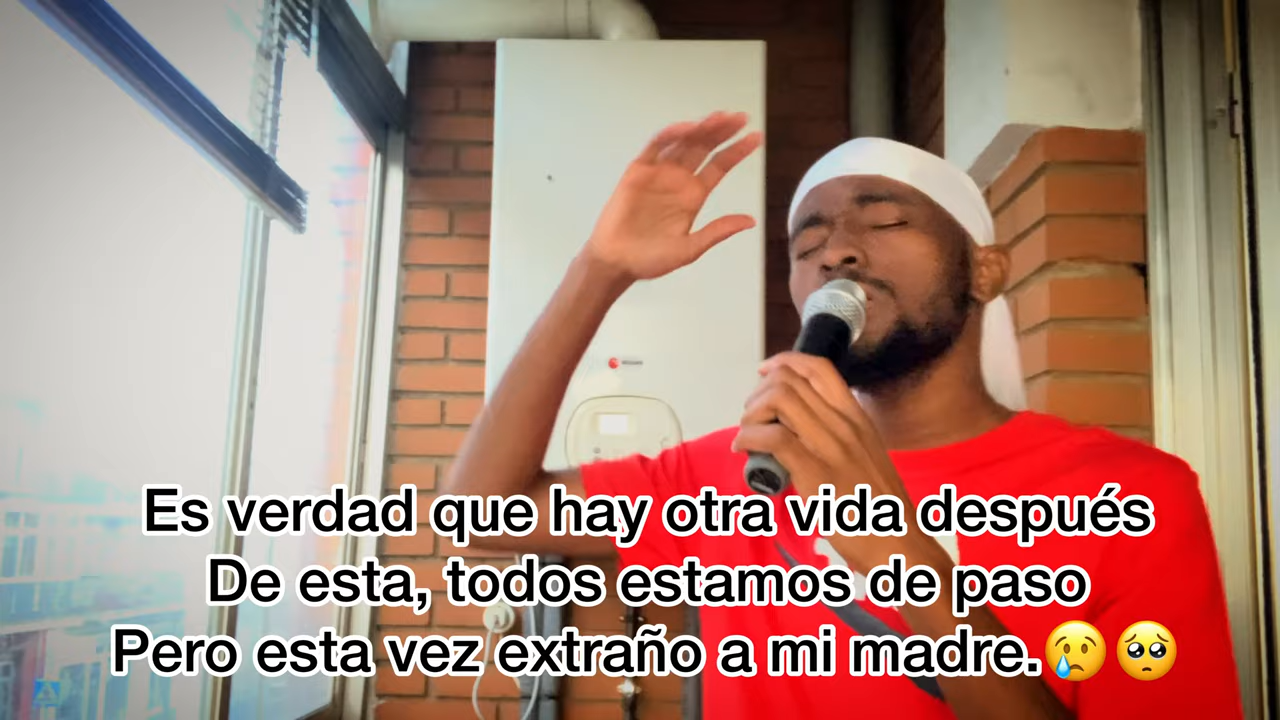 Es verdad que hay otra vida después
De esta, todos estamos de paso
Pero esta vez extraño a mi madre.😢🥺